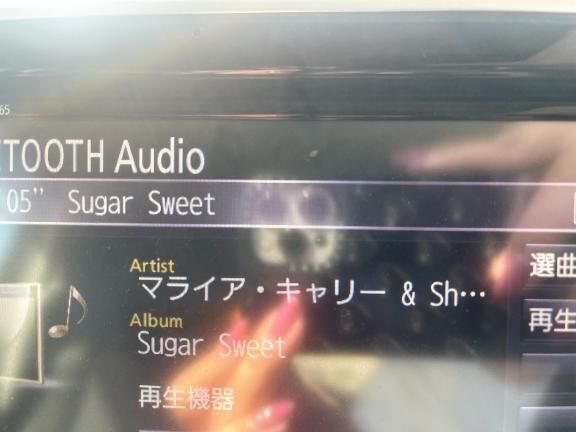 65
TOOTH Audio
05" Sugar Sweet
Artist
マライア・キャリー & Sh…
選曲
Album
再生
Sugar Sweet
再生機器